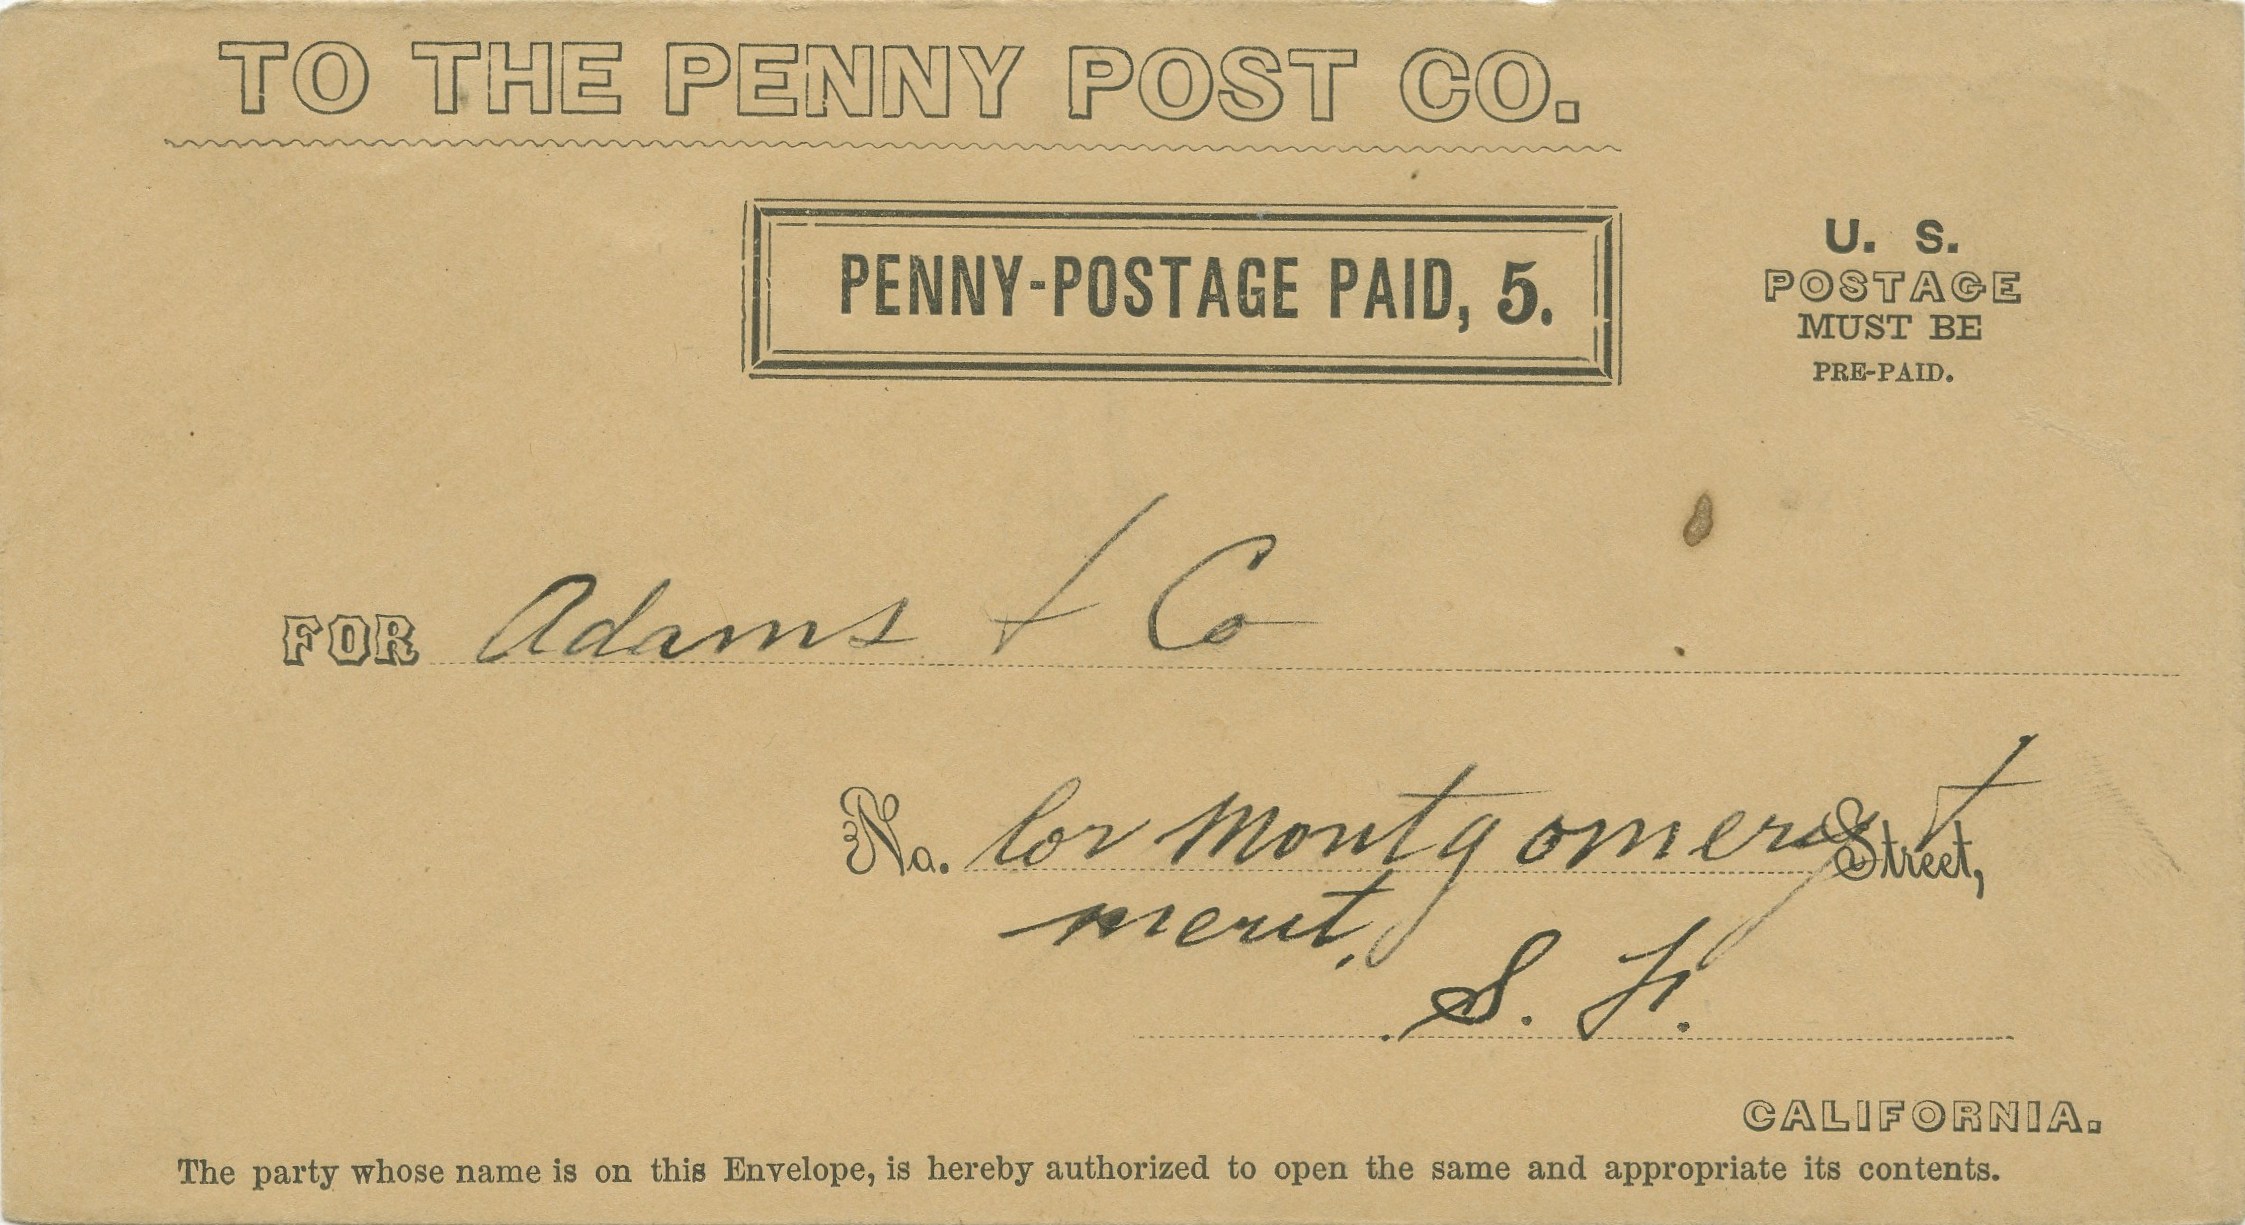 TO THE PENNY POST CO.
PENNY-POSTAGE PAID, 5.
U. S.
POSTAGE
MUST BE
PRE-PAID.
FOR Adams & Co
No. Cor Montgomery & Street,
merit,
S. F.
CALIFORNIA.
The party whose name is on this Envelope, is hereby authorized to open the same and appropriate its contents.